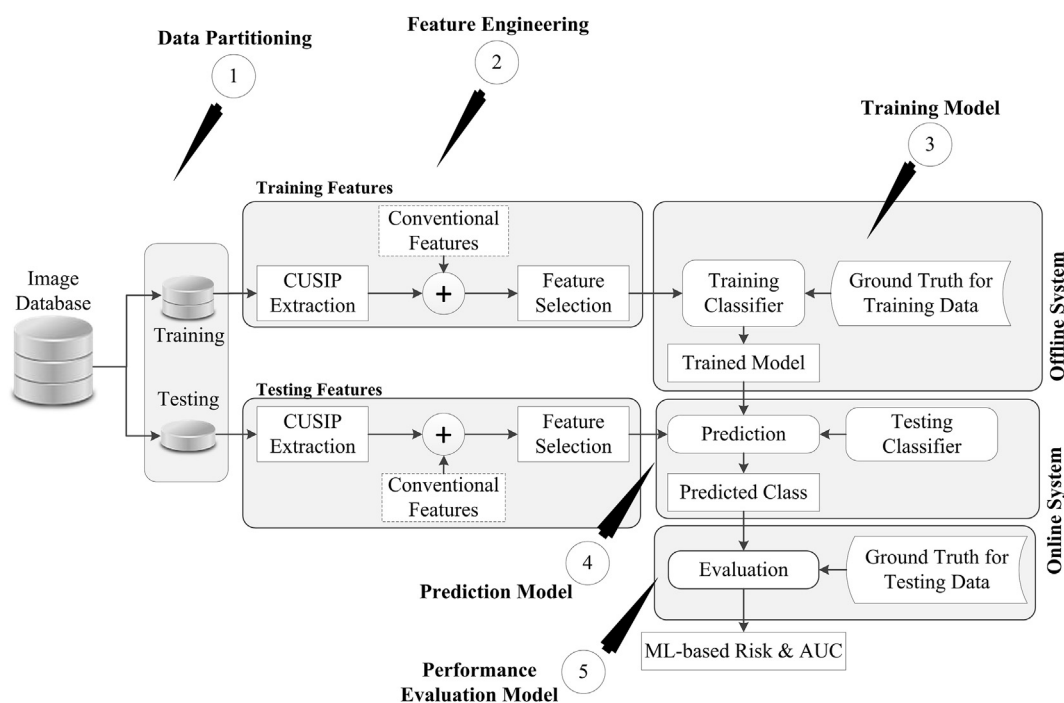 Data Partitioning
1
Feature Engineering
2
Training Model
3
Training Features
Conventional
Features
CUSIP
Extraction
+
Feature
Selection
Training
Classifier
Ground Truth for
Training Data
Trained Model
Offline System
Image
Database
Training
Testing
Testing Features
CUSIP
Extraction
+
Feature
Selection
Conventional
Features
Prediction
Testing
Classifier
Predicted Class
Online System
4
Prediction Model
Evaluation
Ground Truth for
Testing Data
ML-based Risk & AUC
5
Performance
Evaluation Model